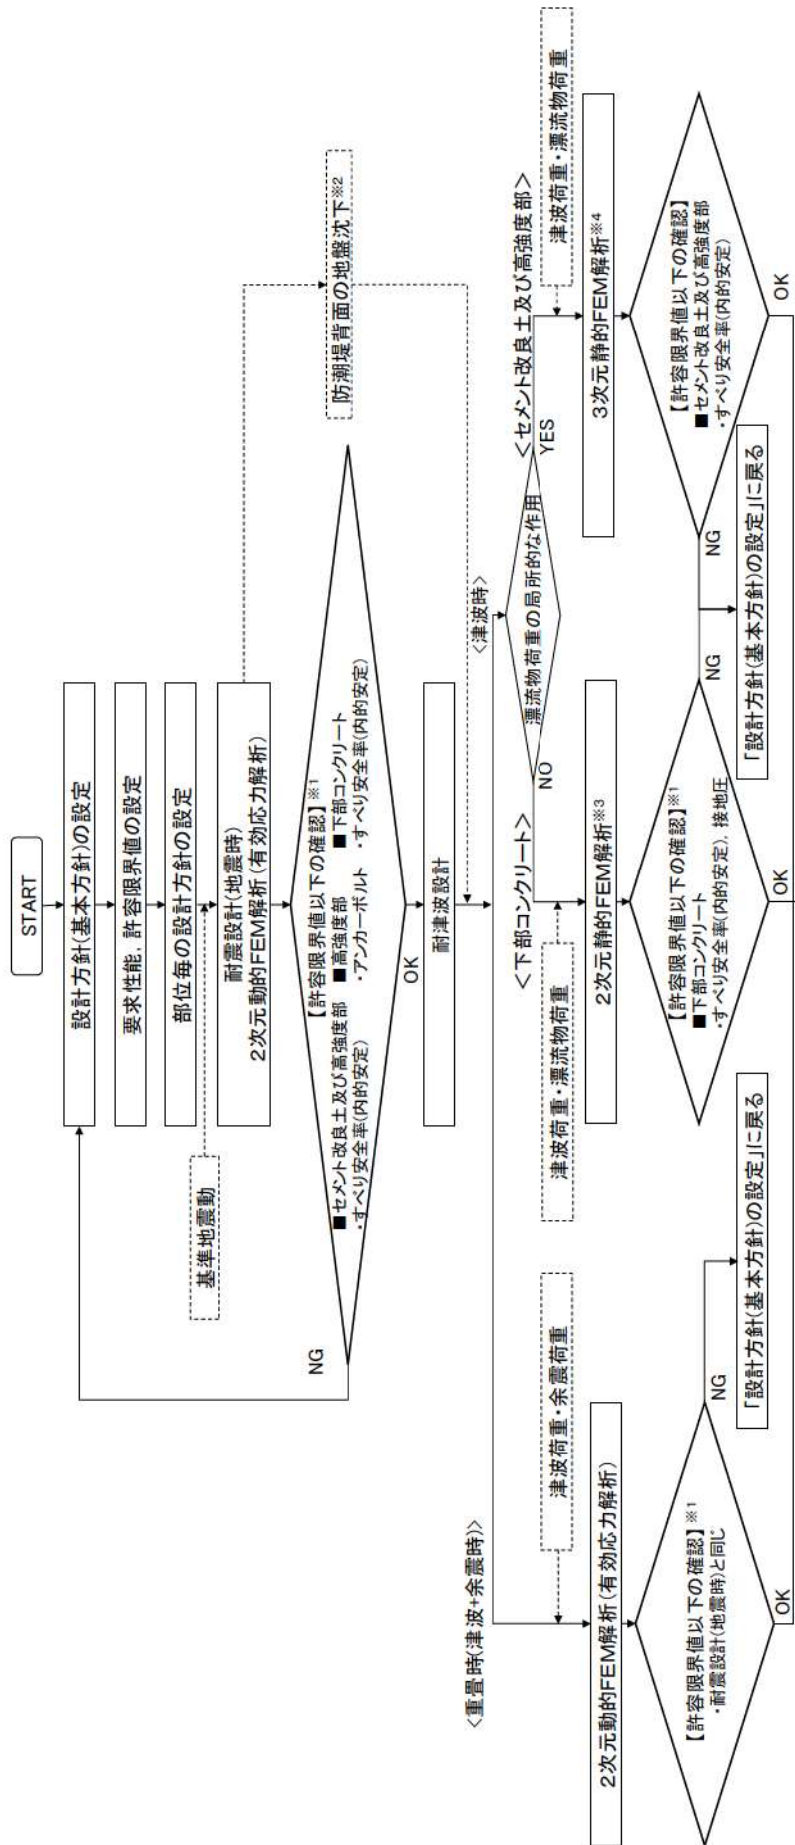 START
設計方針(基本方針)の設定
要求性能，許容限界値の設定
部位毎の設計方針の設定
基準地震動
耐震設計(地震時)
2次元動的FEM解析(有効応力解析)
【許容限界値以下の確認】※1
■セメント改良土及び高強度部　■高強度部　■下部コンクリート
・すべり安全率(内的安定)　・アンカーボルト　・すべり安全率(内的安定)
NG
OK
防潮堤背面の地盤沈下※2
耐津波設計
<重畳時(津波+余震時)>
<津波時>
漂流物荷重の局所的な作用
NO
YES
<下部コンクリート>
<セメント改良土及び高強度部>
津波荷重・余震荷重
津波荷重・漂流物荷重
津波荷重・漂流物荷重
2次元動的FEM解析(有効応力解析)
2次元静的FEM解析※3
3次元静的FEM解析※4
【許容限界値以下の確認】※1
・耐震設計(地震時)と同じ
NG
OK
【許容限界値以下の確認】※1
■下部コンクリート
・すべり安全率(内的安定)，接地圧
NG
OK
【許容限界値以下の確認】
■セメント改良土及び高強度部
・すべり安全率(内的安定)
NG
OK
「設計方針(基本方針)の設定」に戻る
「設計方針(基本方針)の設定」に戻る